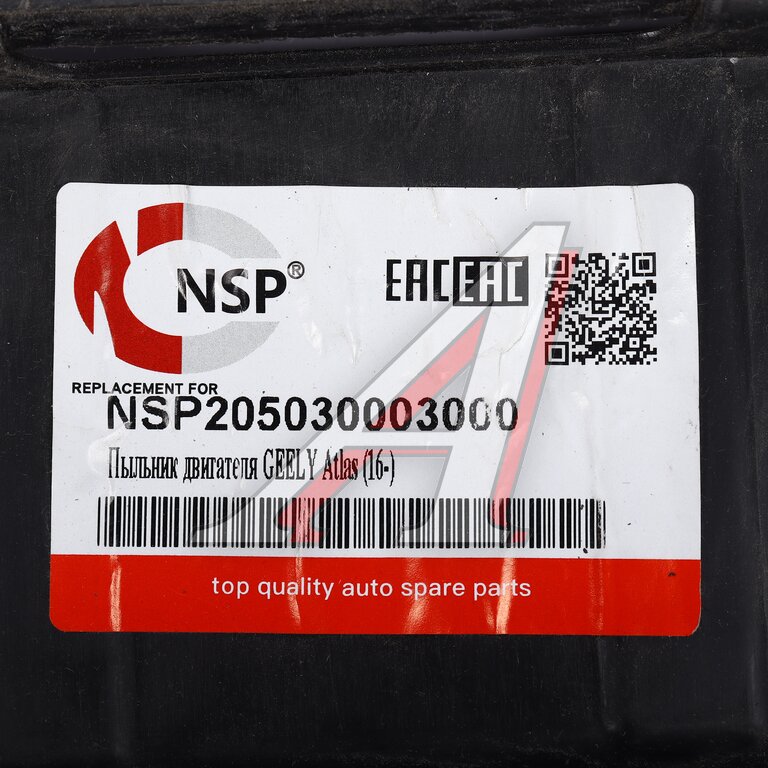 NSP®
EAC EAC
REPLACEMENT FOR
NSP205030003000
Пыльник двигателя GEELY Atlas (16-)
top quality auto spare parts